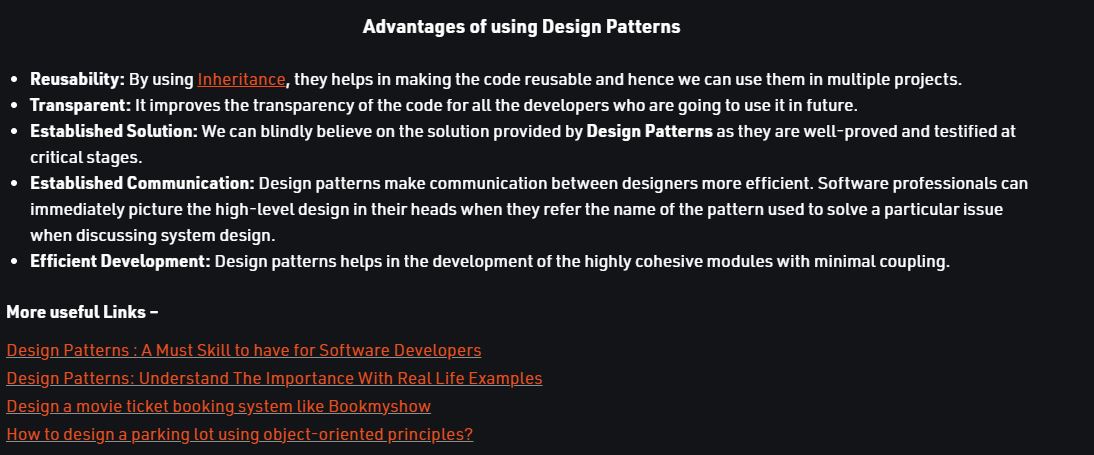 Advantages of using Design Patterns
• Reusability: By using Inheritance, they helps in making the code reusable and hence we can use them in multiple projects.
• Transparent: It improves the transparency of the code for all the developers who are going to use it in future.
• Established Solution: We can blindly believe on the solution provided by Design Patterns as they are well-proved and testified at
critical stages.
• Established Communication: Design patterns make communication between designers more efficient. Software professionals can
immediately picture the high-level design in their heads when they refer the name of the pattern used to solve a particular issue
when discussing system design.
• Efficient Development: Design patterns helps in the development of the highly cohesive modules with minimal coupling.
More useful Links –
Design Patterns : A Must Skill to have for Software Developers
Design Patterns: Understand The Importance With Real Life Examples
Design a movie ticket booking system like Bookmyshow
How to design a parking lot using object-oriented principles?